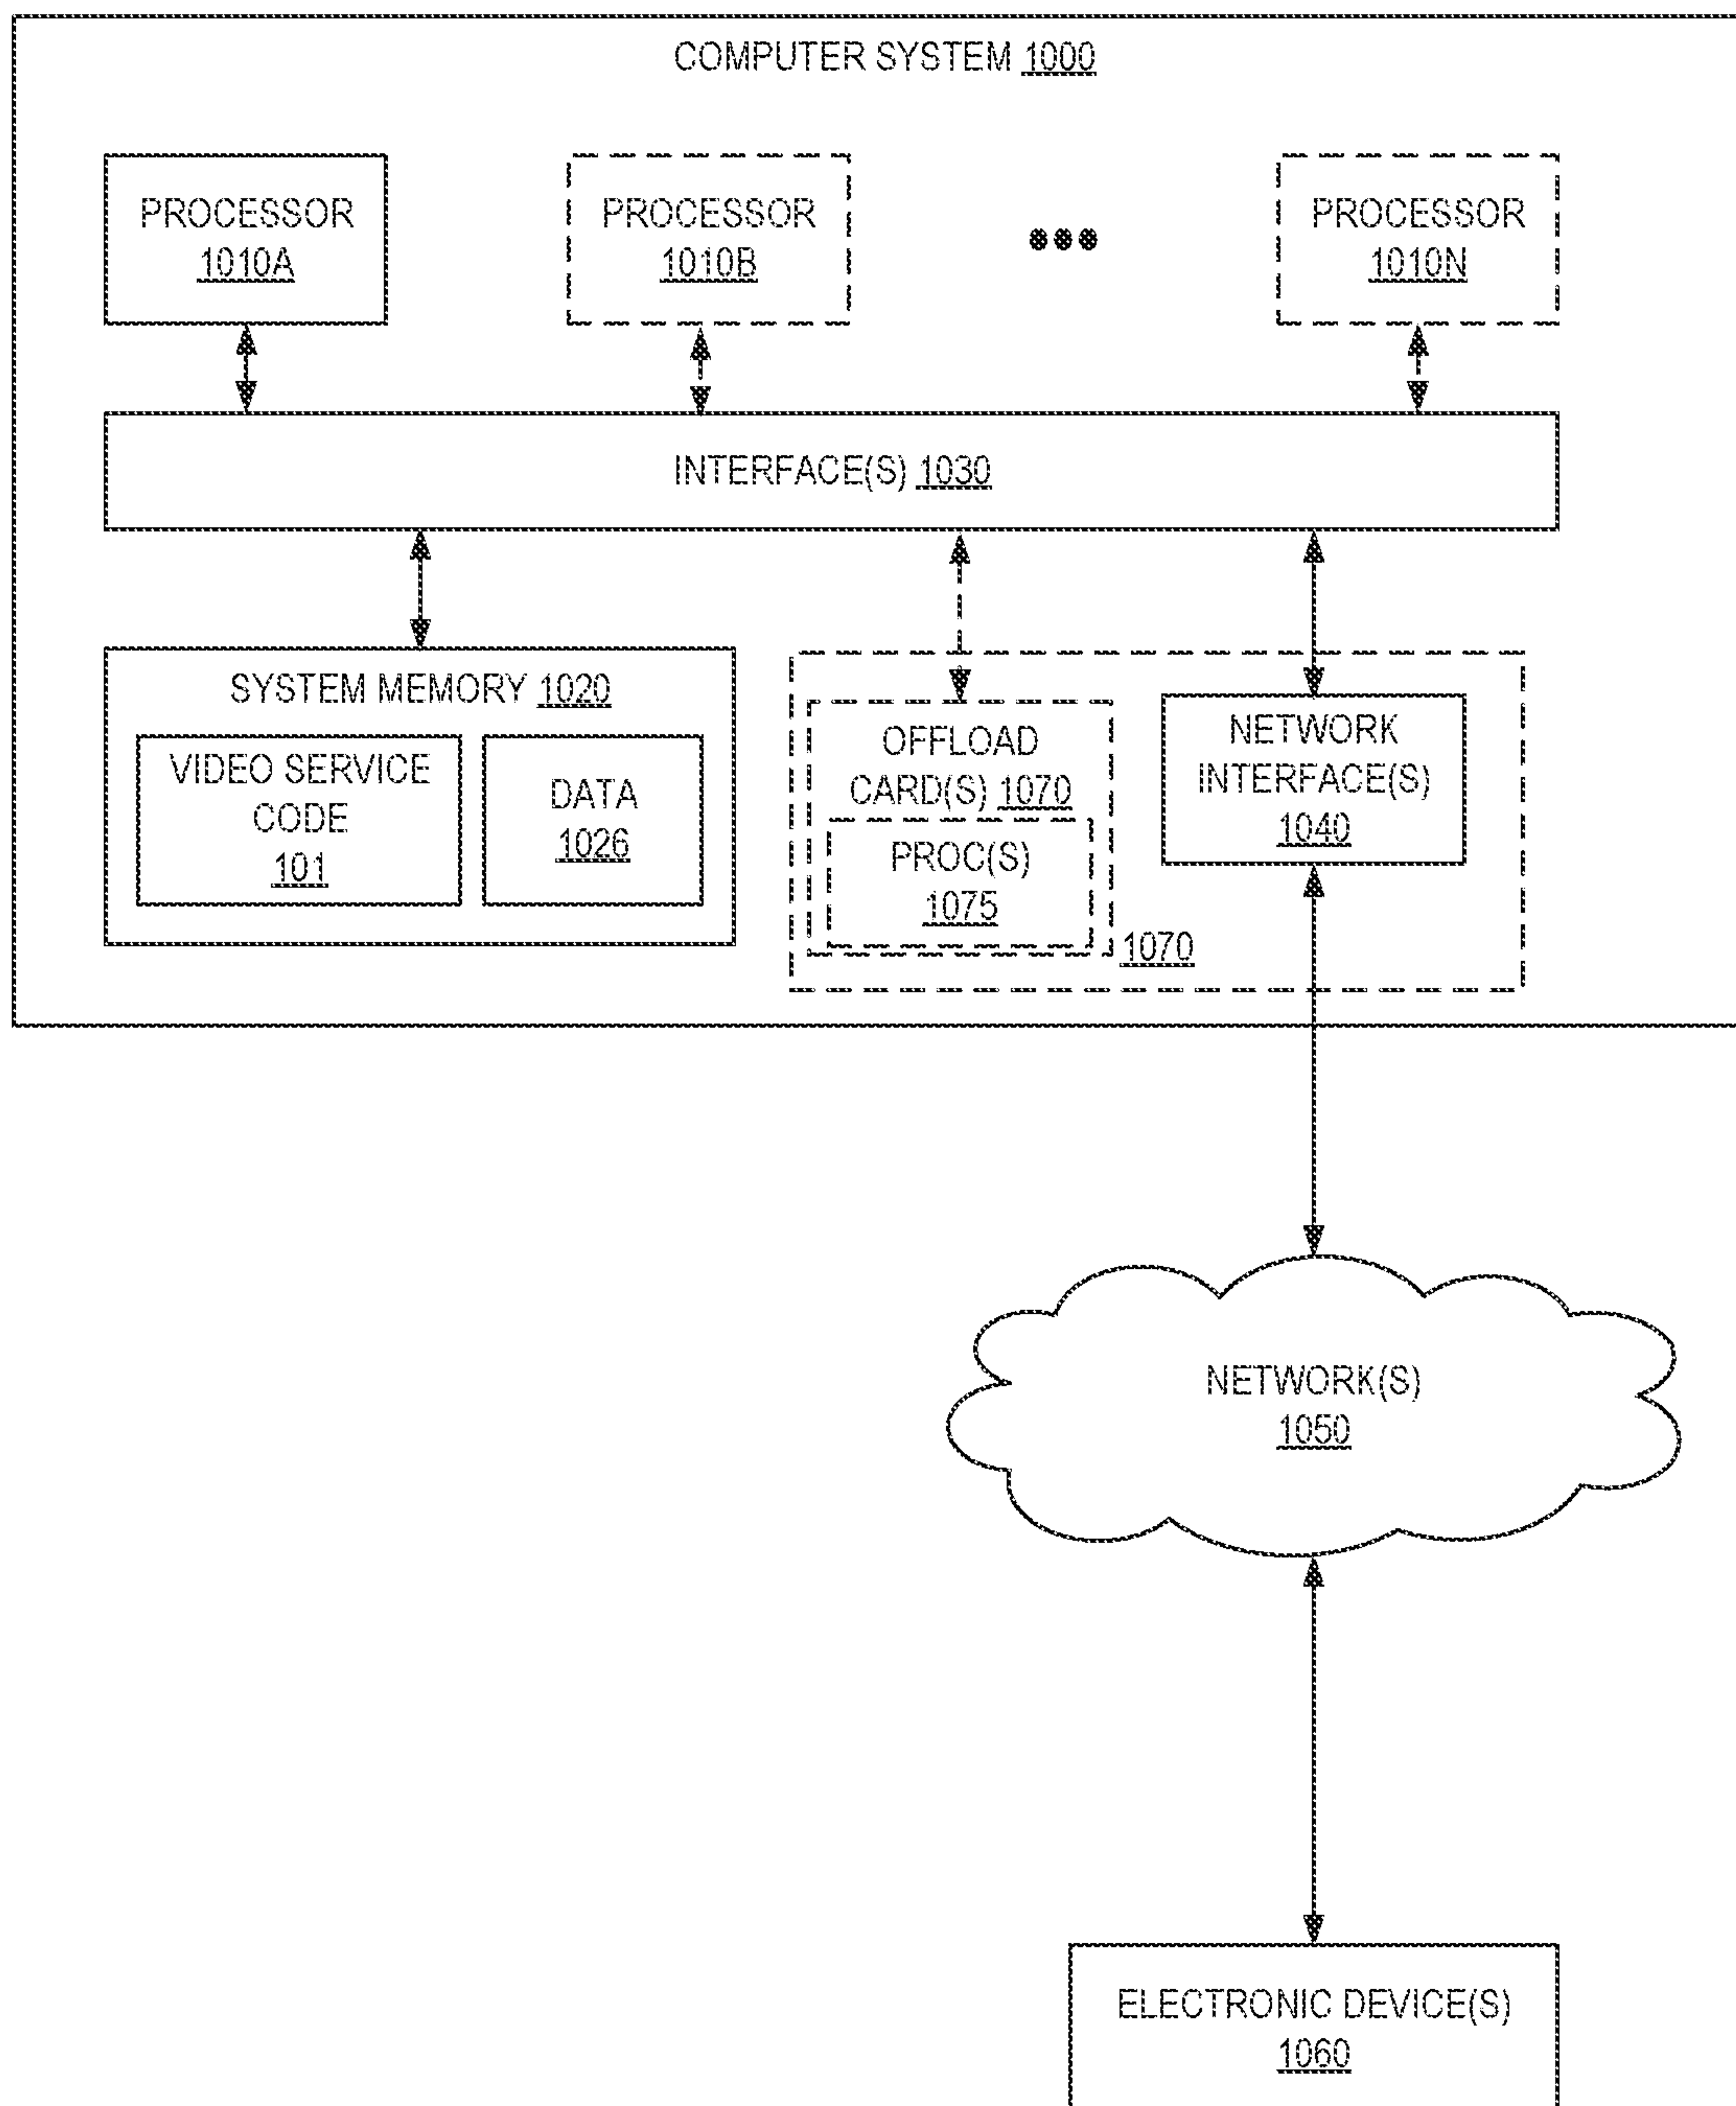 COMPUTER SYSTEM 1000
PROCESSOR
1010A
PROCESSOR
1010B
PROCESSOR
1010N
INTERFACE(S) 1030
SYSTEM MEMORY 1020
VIDEO SERVICE
CODE
101
DATA
1026
OFFLOAD
CARD(S) 1070
PROC(S)
1075
1070
NETWORK
INTERFACE(S)
1040
NETWORK(S)
1050
ELECTRONIC DEVICE(S)
1060